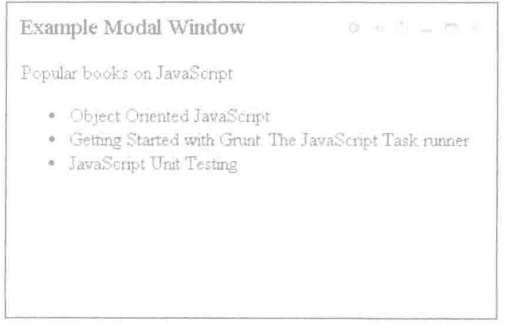 Example Modal Window
Popular books on JavaScript
• Object Oriented JavaScript
• Getting Started with Grunt: The JavaScript Task runner
• JavaScript Unit Testing